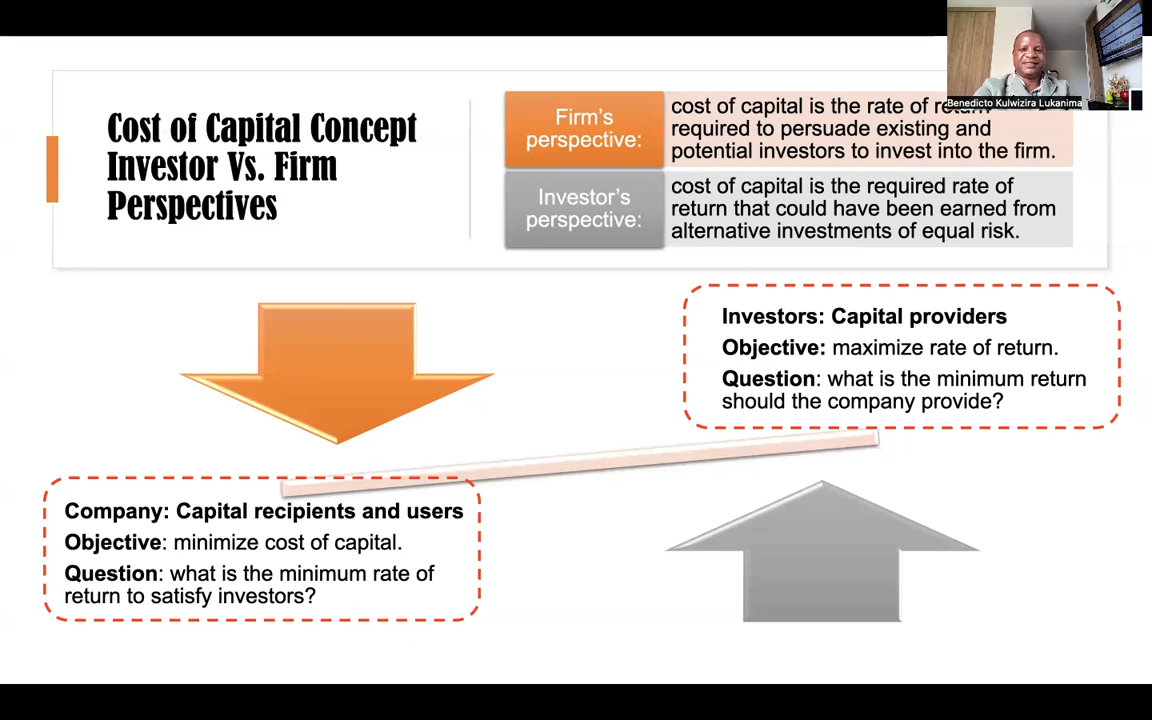 Benedicto Kulwizira Lukanima
Cost of Capital Concept
Investor Vs. Firm
Perspectives
Firm's
perspective:
cost of capital is the rate of return
required to persuade existing and
potential investors to invest into the firm.
Investor's
perspective:
cost of capital is the required rate of
return that could have been earned from
alternative investments of equal risk.
Investors: Capital providers
Objective: maximize rate of return.
Question: what is the minimum return
should the company provide?
Company: Capital recipients and users
Objective: minimize cost of capital.
Question: what is the minimum rate of
return to satisfy investors?